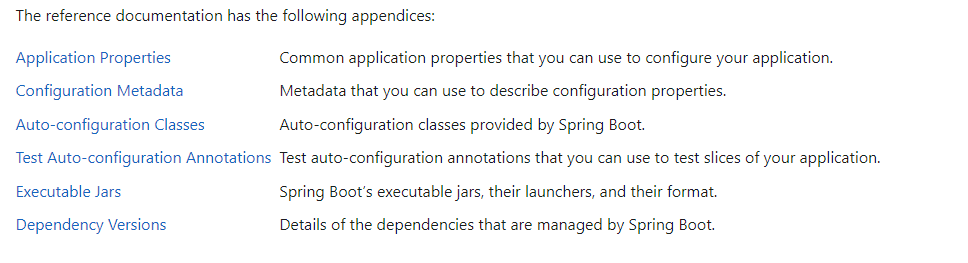 The reference documentation has the following appendices:
Application Properties Common application properties that you can use to configure your application.
Configuration Metadata Metadata that you can use to describe configuration properties.
Auto-configuration Classes Auto-configuration classes provided by Spring Boot.
Test Auto-configuration Annotations Test auto-configuration annotations that you can use to test slices of your application.
Executable Jars Spring Boot’s executable jars, their launchers, and their format.
Dependency Versions Details of the dependencies that are managed by Spring Boot.